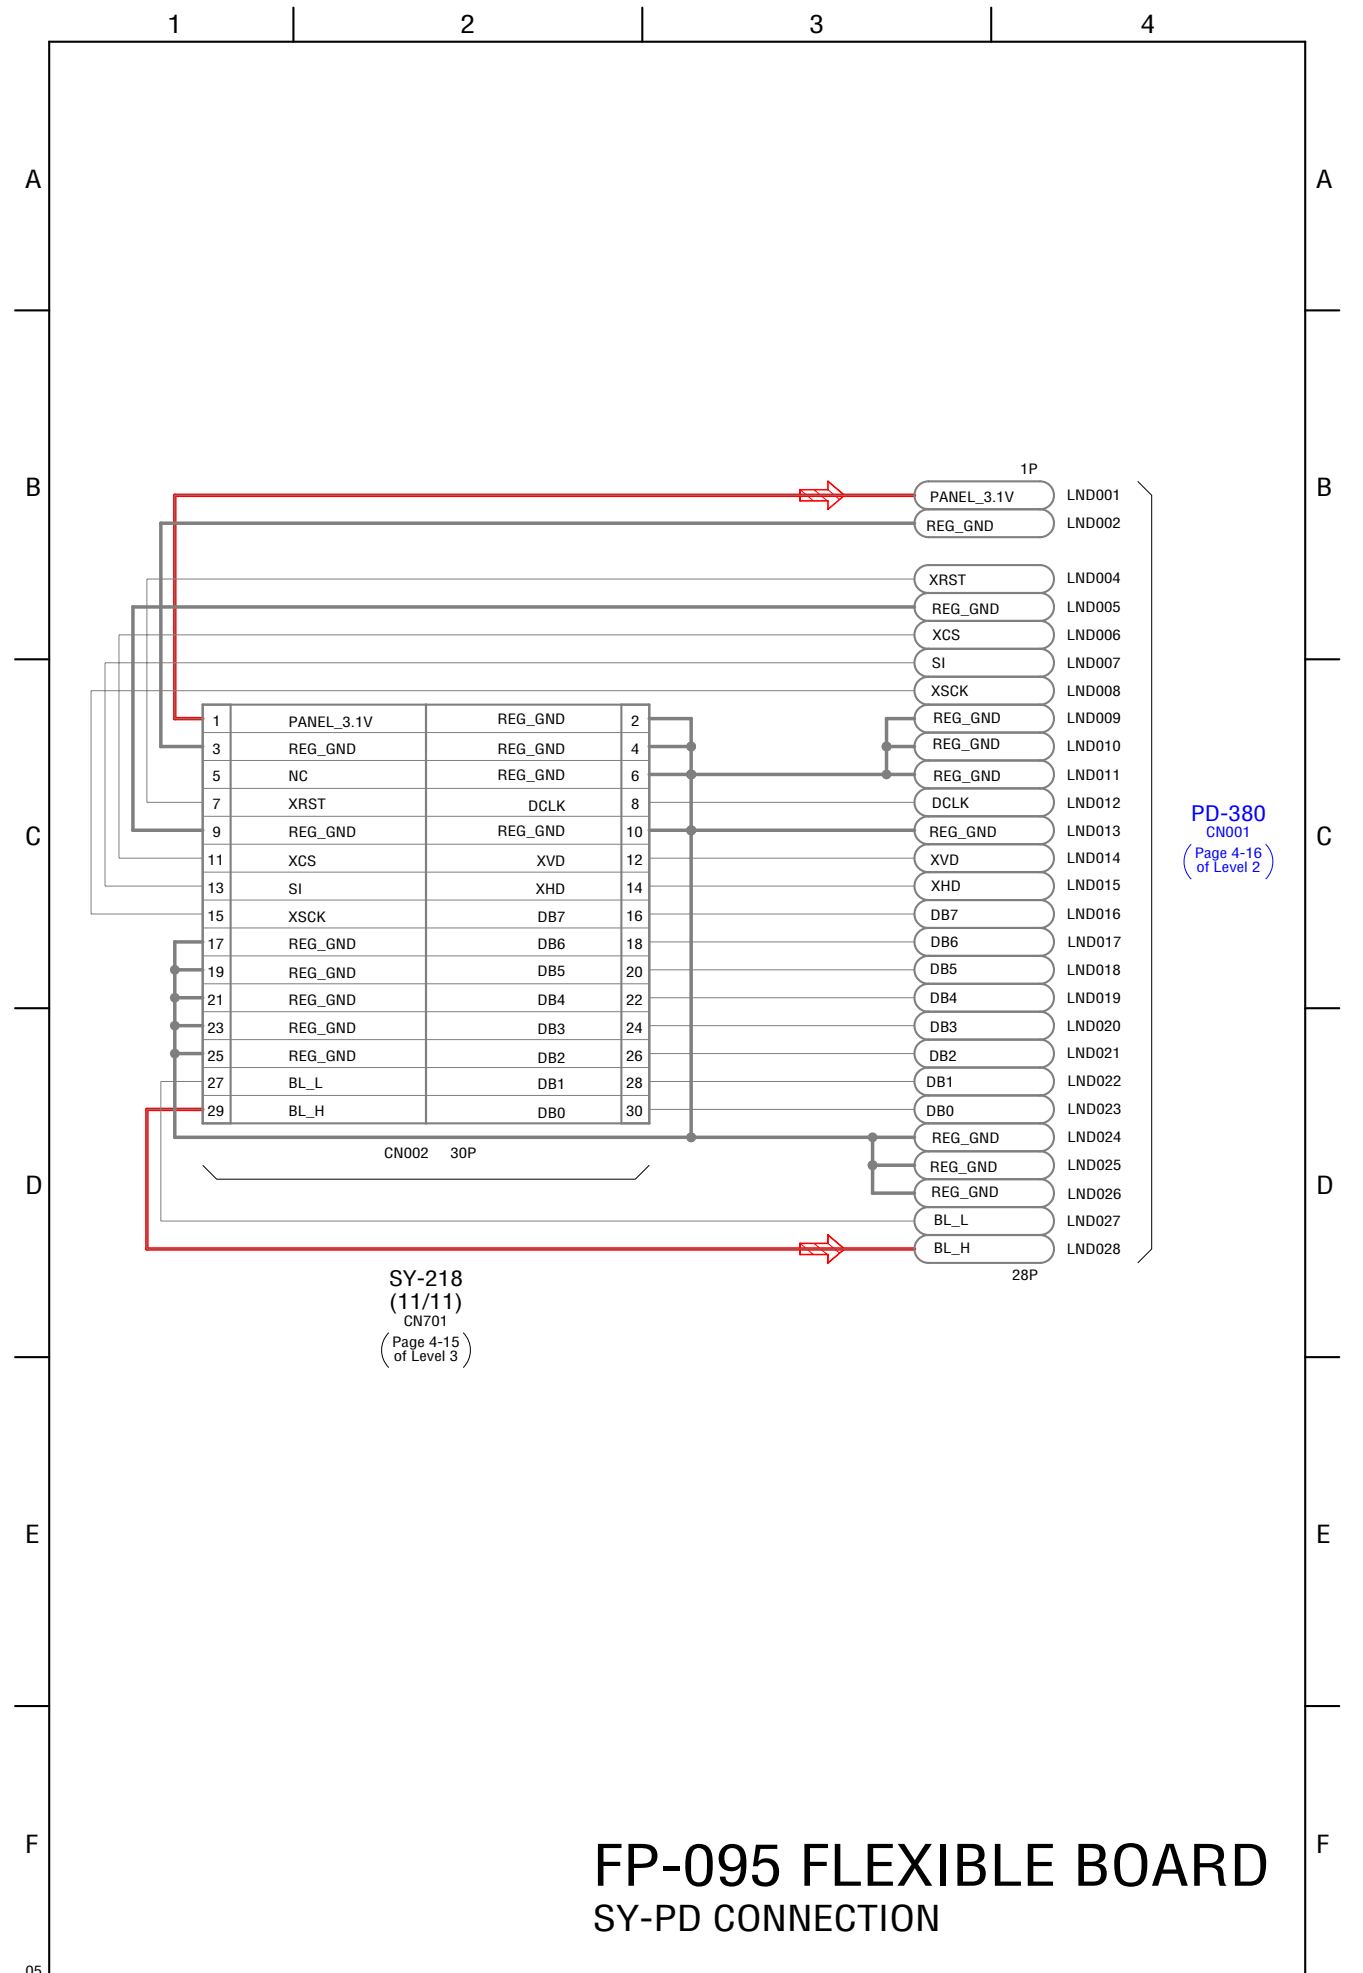 1 2 3 4
A A
1P
B B
PANEL_3.1V LND001
REG_GND LND002
XRST LND004
REG_GND LND005
XCS LND006
SI LND007
XSCK LND008
1 PANEL_3.1V REG_GND 2 REG_GND LND009
3 REG_GND REG_GND 4 REG_GND LND010
5 NC REG_GND 6 REG_GND LND011
7 XRST DCLK 8 DCLK LND012
9 REG_GND REG_GND 10 REG_GND LND013
C C
11 XCS XVD 12 XVD LND014
13 SI XHD 14 XHD LND015
15 XSCK DB7 16 DB7 LND016
17 REG_GND DB6 18 DB6 LND017
19 REG_GND DB5 20 DB5 LND018
21 REG_GND DB4 22 DB4 LND019
23 REG_GND DB3 24 DB3 LND020
25 REG_GND DB2 26 DB2 LND021
27 BL_L DB1 28 DB1 LND022
29 BL_H DB0 30 DB0 LND023
REG_GND LND024
CN002 30P
REG_GND LND025
D D
REG_GND LND026
BL_L LND027
BL_H LND028
28P
PD-380
CN001
(Page 4-16
of Level 2)
SY-218
(11/11)
CN701
(Page 4-15
of Level 3)
E E
F F
FP-095 FLEXIBLE BOARD
SY-PD CONNECTION
05